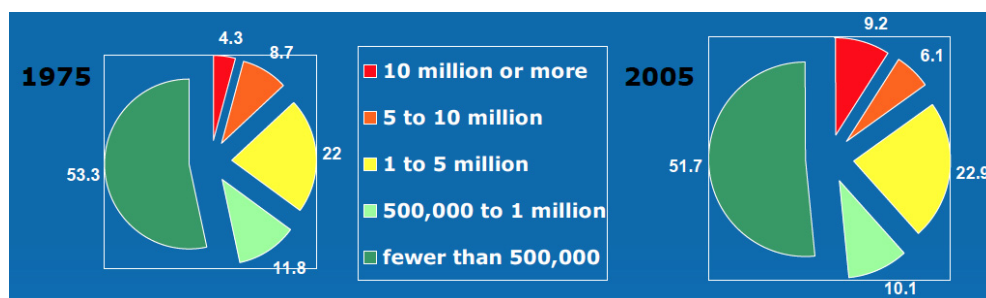 1975
4.3
8.7
22
11.8
53.3
10 million or more
5 to 10 million
1 to 5 million
500,000 to 1 million
fewer than 500,000
2005
9.2
6.1
22.9
10.1
51.7